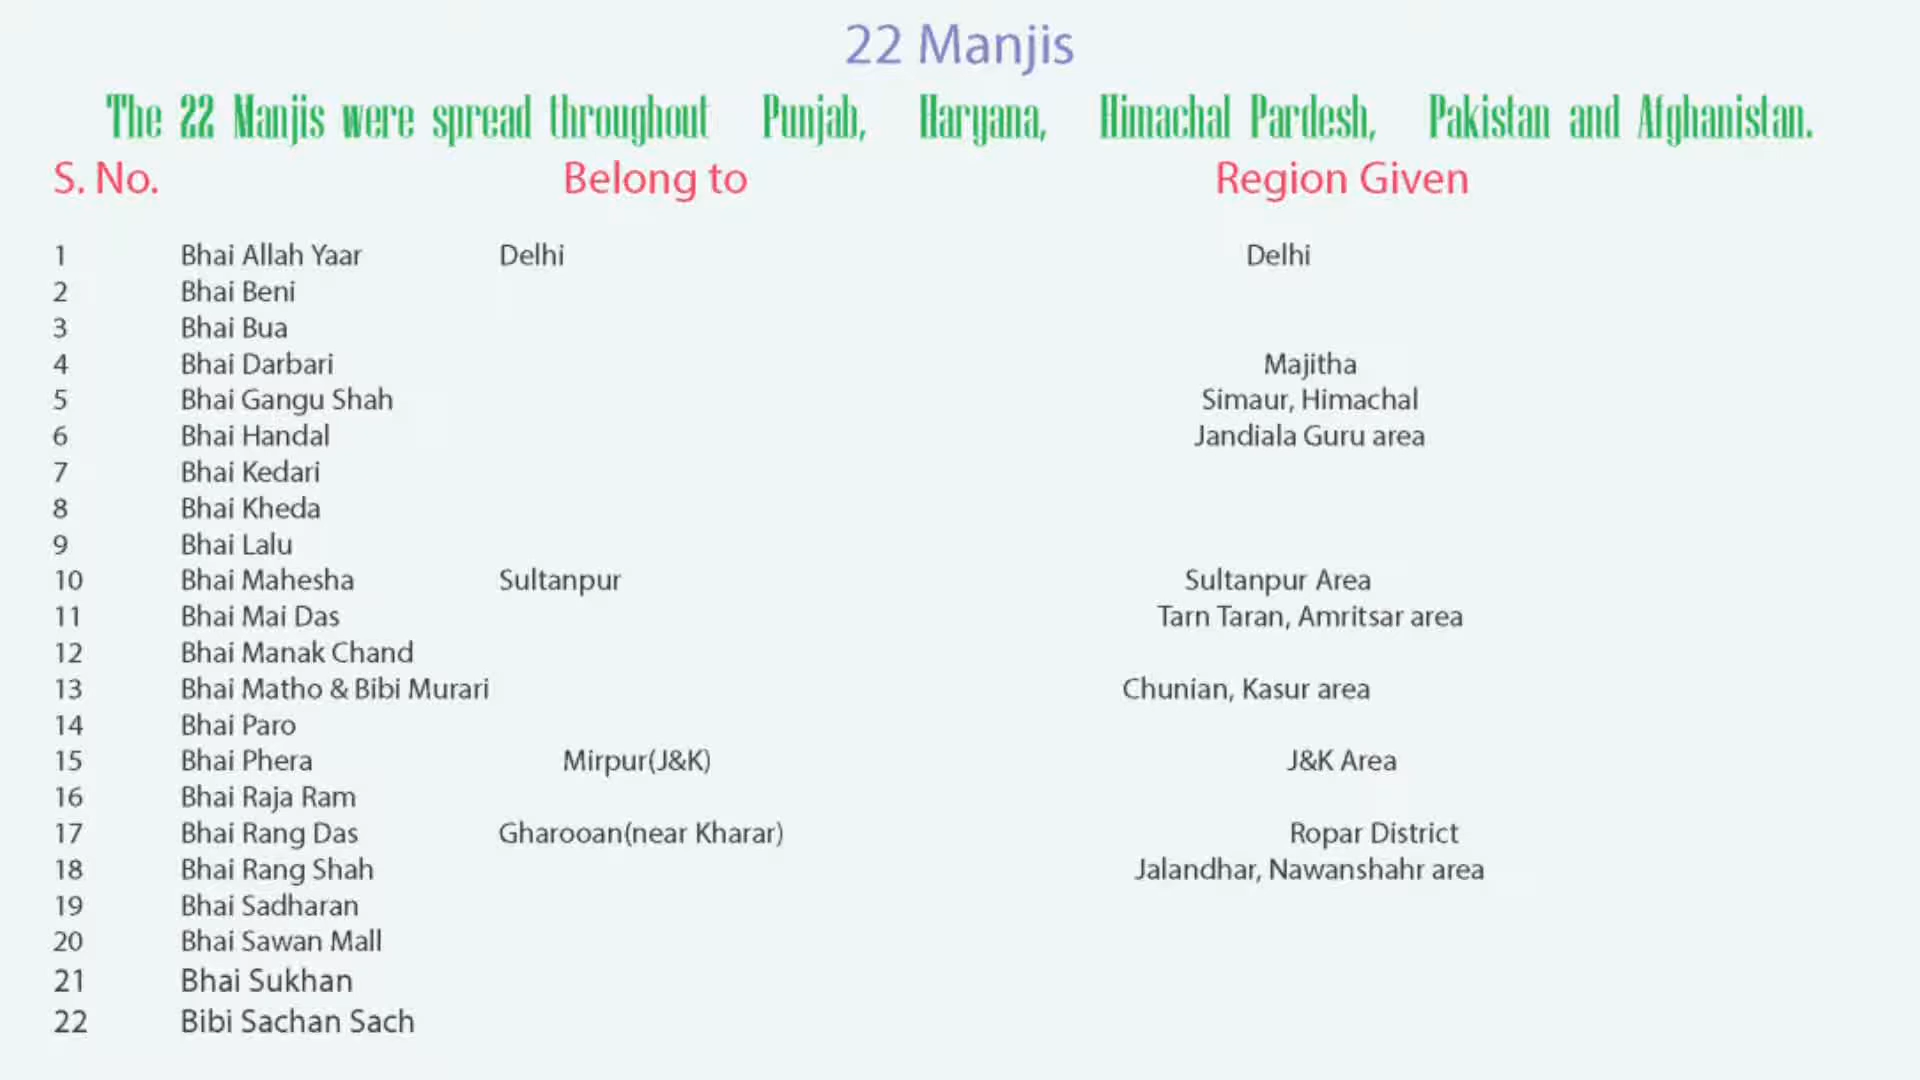 22 Manjis
The 22 Manjis were spread throughout Punjab, Haryana, Himachal Pardesh, Pakistan and Afghanistan.
S. No. Belong to Region Given
1 Bhai Allah Yaar Delhi Delhi
2 Bhai Beni
3 Bhai Bua
4 Bhai Darbari Majitha
5 Bhai Gangu Shah Simaur, Himachal
6 Bhai Handal Jandiala Guru area
7 Bhai Kedari
8 Bhai Kheda
9 Bhai Lalu
10 Bhai Mahesha Sultanpur Sultanpur Area
11 Bhai Mai Das Tarn Taran, Amritsar area
12 Bhai Manak Chand
13 Bhai Matho & Bibi Murari Chunian, Kasur area
14 Bhai Paro
15 Bhai Phera Mirpur(J&K) J&K Area
16 Bhai Raja Ram
17 Bhai Rang Das Gharooan(near Kharar) Ropar District
18 Bhai Rang Shah Jalandhar, Nawanshahr area
19 Bhai Sadharan
20 Bhai Sawan Mall
21 Bhai Sukhan
22 Bibi Sachan Sach